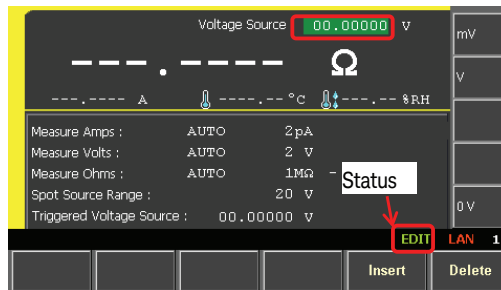 Voltage Source 00.00000 V
mV
---.---- Ω
V
---.---- A ----.--°C ---.-- %RH
Measure Amps : AUTO 2pA
Measure Volts : AUTO 2 V
Measure Ohms : AUTO 1MΩ -
Status
Spot Source Range : 20 V
0V
Triggered Voltage Source : 00.00000 V
EDIT LAN 1
Insert Delete